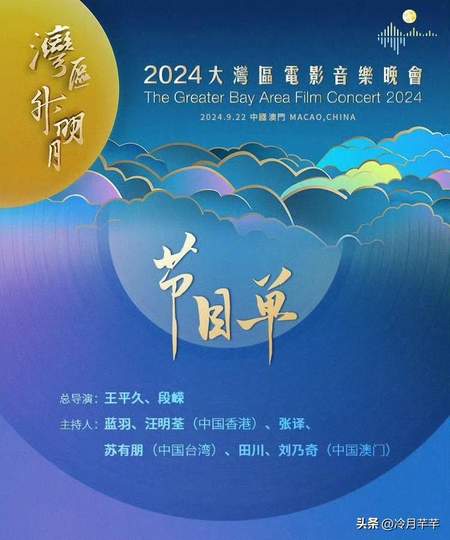 灣區升明月
2024大灣區電影音樂晚會
The Greater Bay Area Film Concert 2024
2024.9.22 中國澳門 MACAO,CHINA
节目单
总导演：王平久、段嵘
主持人：蓝羽、汪明荃（中国香港）、张译、
苏有朋（中国台湾）、田川、刘乃奇（中国澳门）
头条 @冷月芊芊